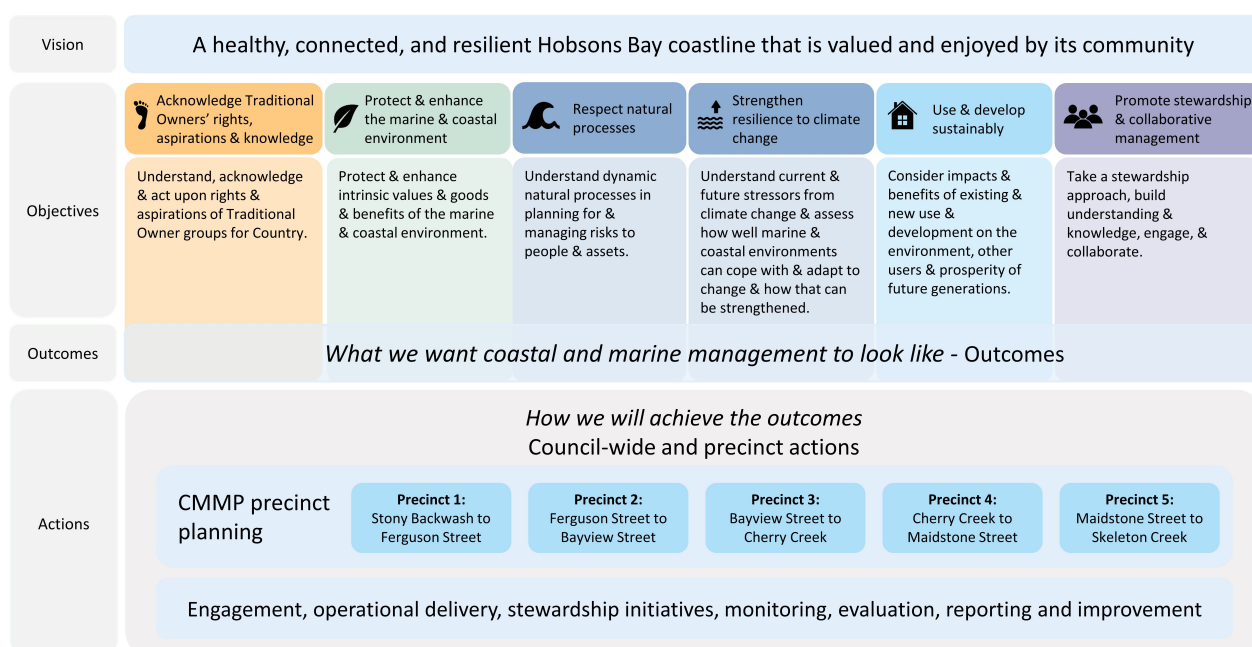 Vision
A healthy, connected, and resilient Hobsons Bay coastline that is valued and enjoyed by its community
Objectives
Acknowledge Traditional
Owners' rights,
aspirations & knowledge
Protect & enhance
the marine & coastal
environment
Respect natural
processes
Strengthen
resilience to climate
change
Use & develop
sustainably
Promote stewardship
& collaborative
management
Understand, acknowledge
& act upon rights &
aspirations of Traditional
Owner groups for Country.
Protect & enhance
intrinsic values & goods
& benefits of the marine
& coastal environment.
Understand dynamic
natural processes in
planning for &
managing risks to
people & assets.
Understand current &
future stressors from
climate change & assess
how well marine &
coastal environments
can cope with & adapt to
change & how that can
be strengthened.
Consider impacts &
benefits of existing &
new use &
development on the
environment, other
users & prosperity of
future generations.
Take a stewardship
approach, build
understanding &
knowledge, engage, &
collaborate.
Outcomes
What we want coastal and marine management to look like - Outcomes
Actions
How we will achieve the outcomes
Council-wide and precinct actions
CMMP precinct
planning
Precinct 1:
Stony Backwash to
Ferguson Street
Precinct 2:
Ferguson Street to
Bayview Street
Precinct 3:
Bayview Street to
Cherry Creek
Precinct 4:
Cherry Creek to
Maidstone Street
Precinct 5:
Maidstone Street to
Skeleton Creek
Engagement, operational delivery, stewardship initiatives, monitoring, evaluation, reporting and improvement